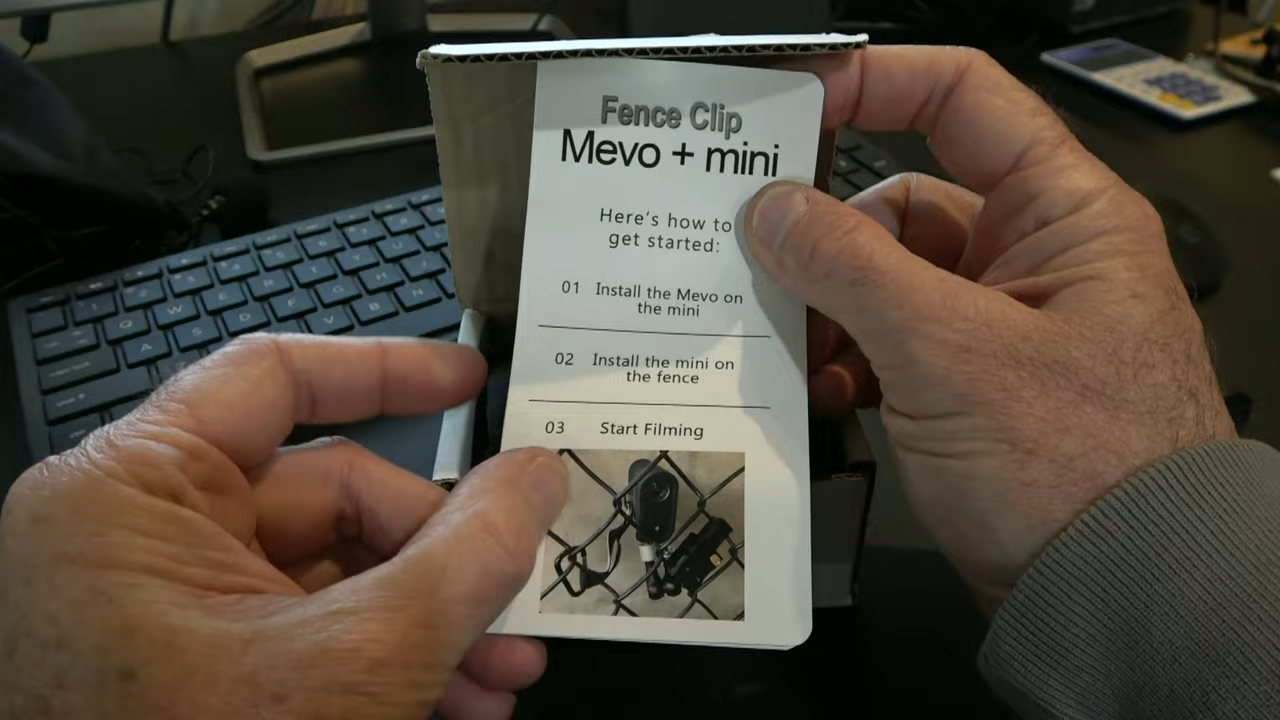 Fence Clip
Mevo + mini
Here's how to
get started:
01 Install the Mevo on
the mini
02 Install the mini on
the fence
03 Start Filming
Q W E R T Y U
A S D F G H J K
V B N